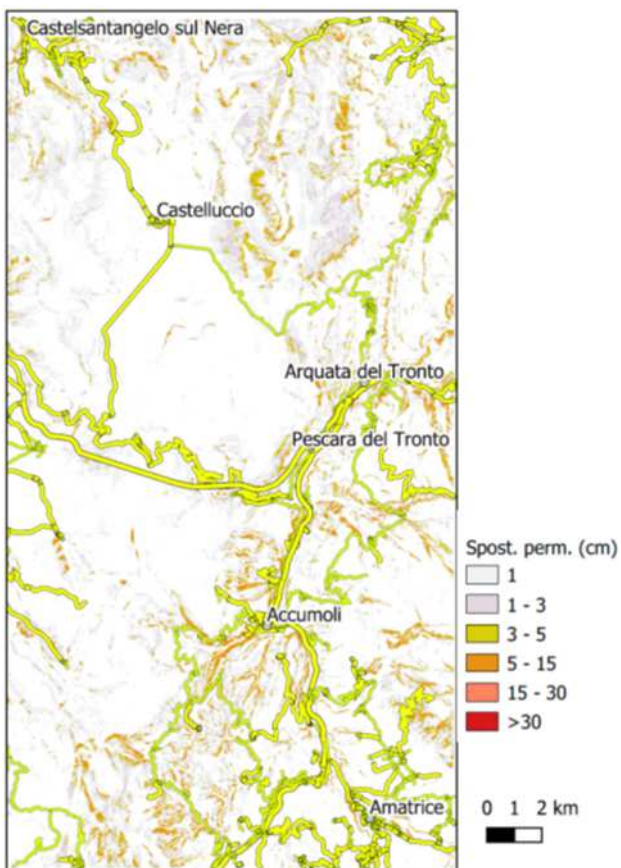 Castelsantangelo sul Nera
Castelluccio
Arquata del Tronto
Pescara del Tronto
Accumoli
Amatrice
Spost. perm. (cm)
1
1 - 3
3 - 5
5 - 15
15 - 30
>30
0 1 2 km